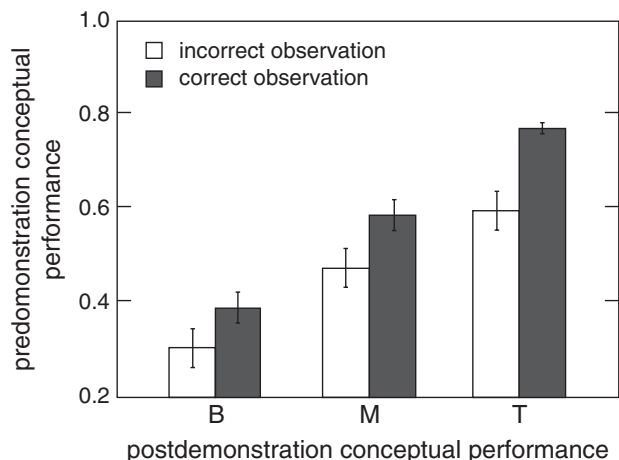 1.0
0.8
0.6
0.4
0.2
predomonstration conceptual
performance
incorrect observation
correct observation
B M T
postdemonstration conceptual performance